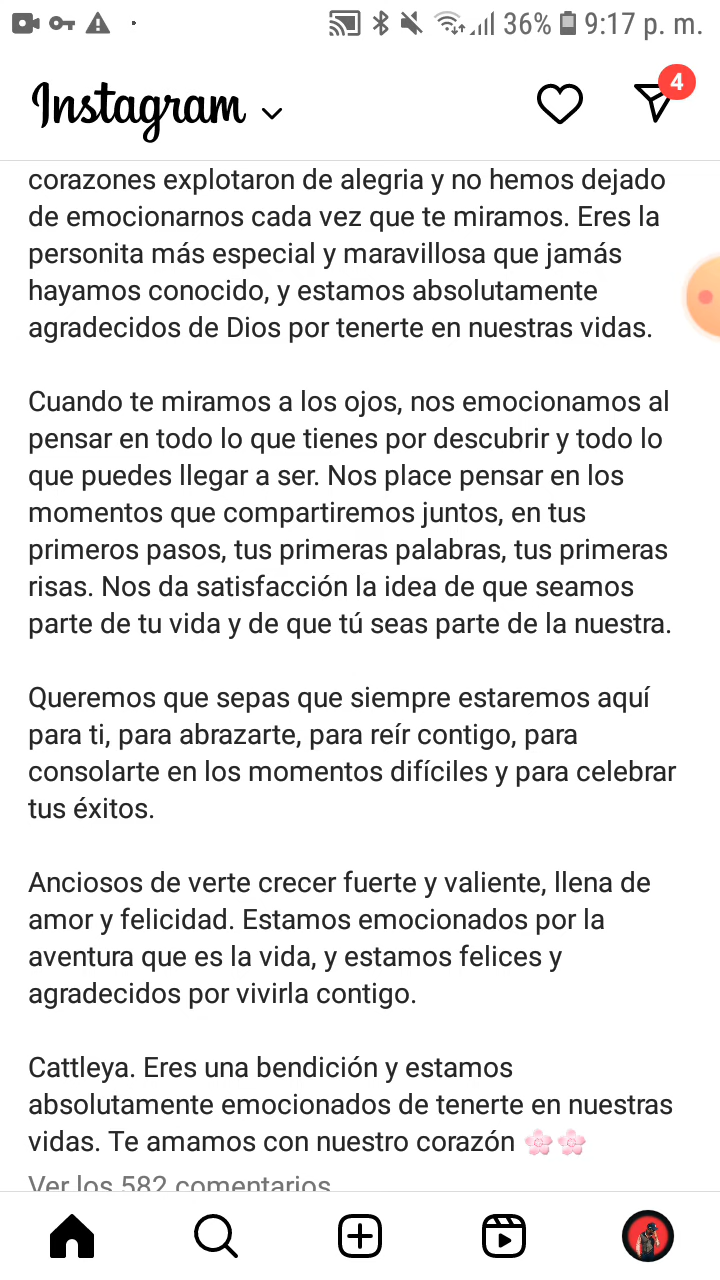 36% 9:17 p. m.
Instagram
4
corazones explotaron de alegria y no hemos dejado
de emocionarnos cada vez que te miramos. Eres la
personita más especial y maravillosa que jamás
hayamos conocido, y estamos absolutamente
agradecidos de Dios por tenerte en nuestras vidas.
Cuando te miramos a los ojos, nos emocionamos al
pensar en todo lo que tienes por descubrir y todo lo
que puedes llegar a ser. Nos place pensar en los
momentos que compartiremos juntos, en tus
primeros pasos, tus primeras palabras, tus primeras
risas. Nos da satisfacción la idea de que seamos
parte de tu vida y de que tú seas parte de la nuestra.
Queremos que sepas que siempre estaremos aquí
para ti, para abrazarte, para reír contigo, para
consolarte en los momentos difíciles y para celebrar
tus éxitos.
Anciosos de verte crecer fuerte y valiente, llena de
amor y felicidad. Estamos emocionados por la
aventura que es la vida, y estamos felices y
agradecidos por vivirla contigo.
Cattleya. Eres una bendición y estamos
absolutamente emocionados de tenerte en nuestras
vidas. Te amamos con nuestro corazón 🌸🌸
Ver los 582 comentarios